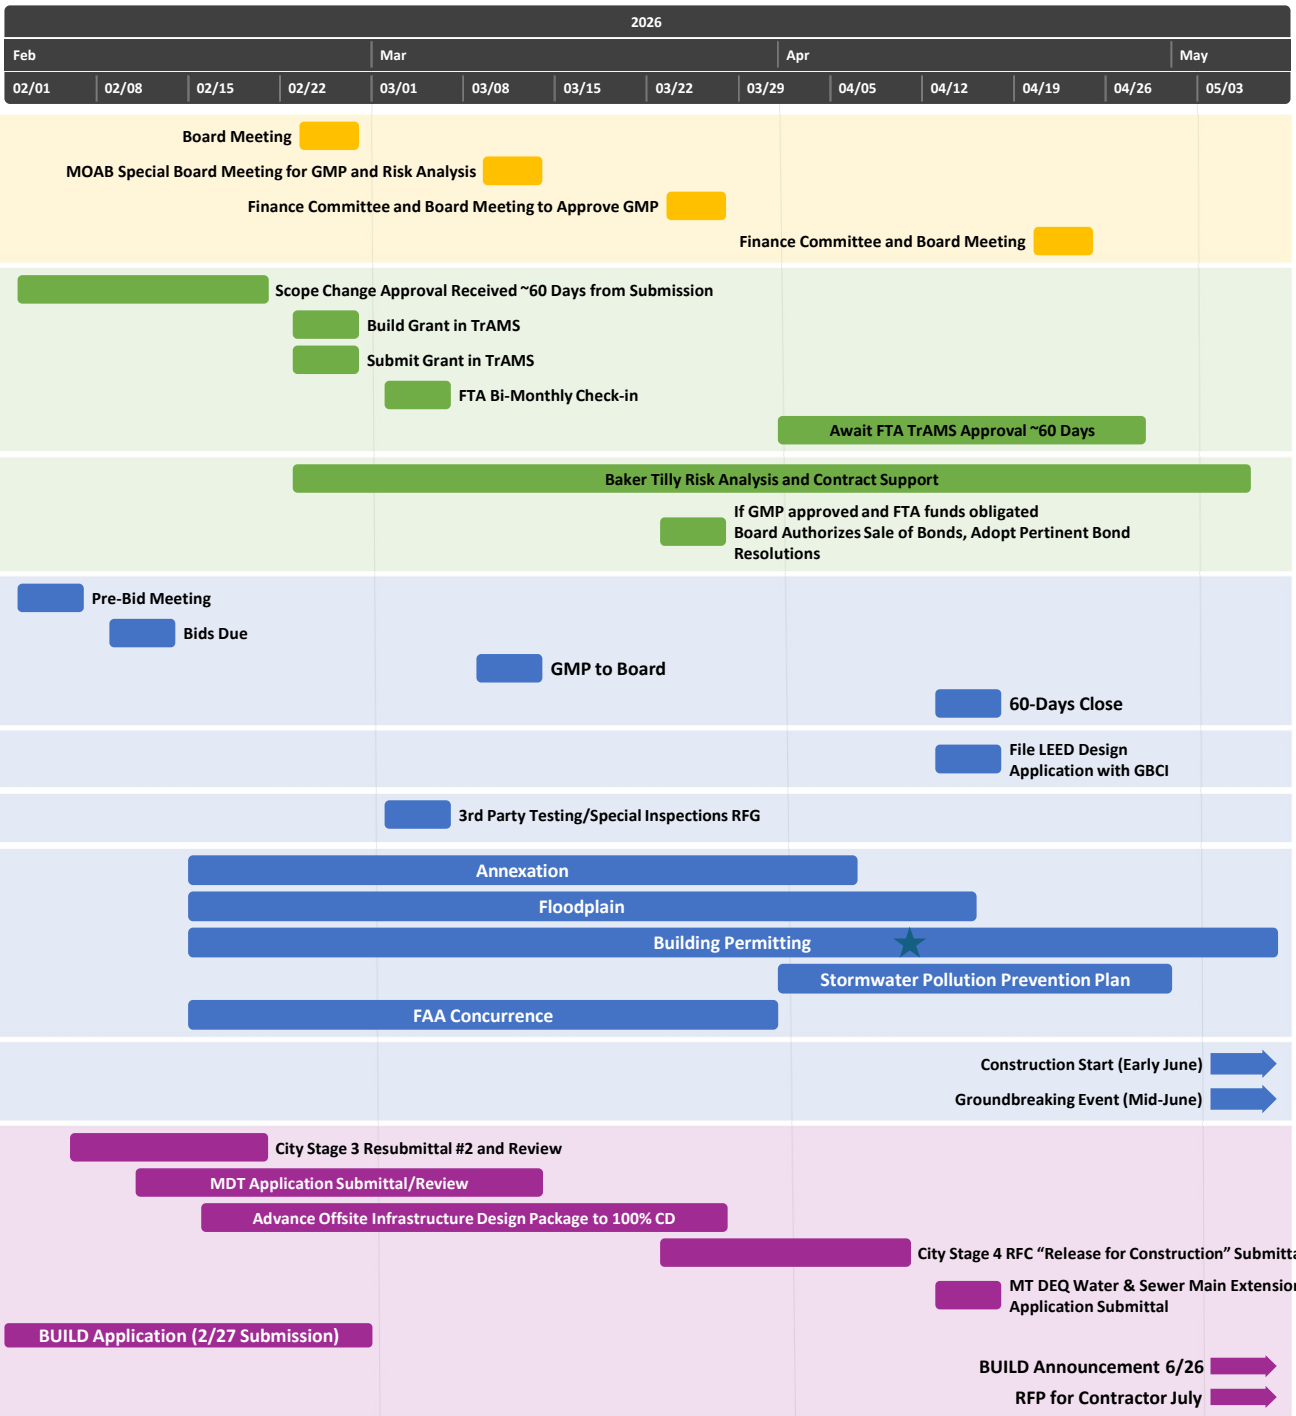 2026
Feb Mar Apr May
02/01 02/08 02/15 02/22 03/01 03/08 03/15 03/22 03/29 04/05 04/12 04/19 04/26 05/03
Board Meeting
MOAB Special Board Meeting for GMP and Risk Analysis
Finance Committee and Board Meeting to Approve GMP
Finance Committee and Board Meeting
Scope Change Approval Received ~60 Days from Submission
Build Grant in TrAMS
Submit Grant in TrAMS
FTA Bi-Monthly Check-in
Await FTA TrAMS Approval ~60 Days
Baker Tilly Risk Analysis and Contract Support
If GMP approved and FTA funds obligated
Board Authorizes Sale of Bonds, Adopt Pertinent Bond
Resolutions
Pre-Bid Meeting
Bids Due
GMP to Board
60-Days Close
File LEED Design
Application with GBCI
3rd Party Testing/Special Inspections RFG
Annexation
Floodplain
Building Permitting
Stormwater Pollution Prevention Plan
FAA Concurrence
Construction Start (Early June)
Groundbreaking Event (Mid-June)
City Stage 3 Resubmittal #2 and Review
MDT Application Submittal/Review
Advance Offsite Infrastructure Design Package to 100% CD
City Stage 4 RFC “Release for Construction” Submitta
MT DEQ Water & Sewer Main Extension
Application Submittal
BUILD Application (2/27 Submission)
BUILD Announcement 6/26
RFP for Contractor July